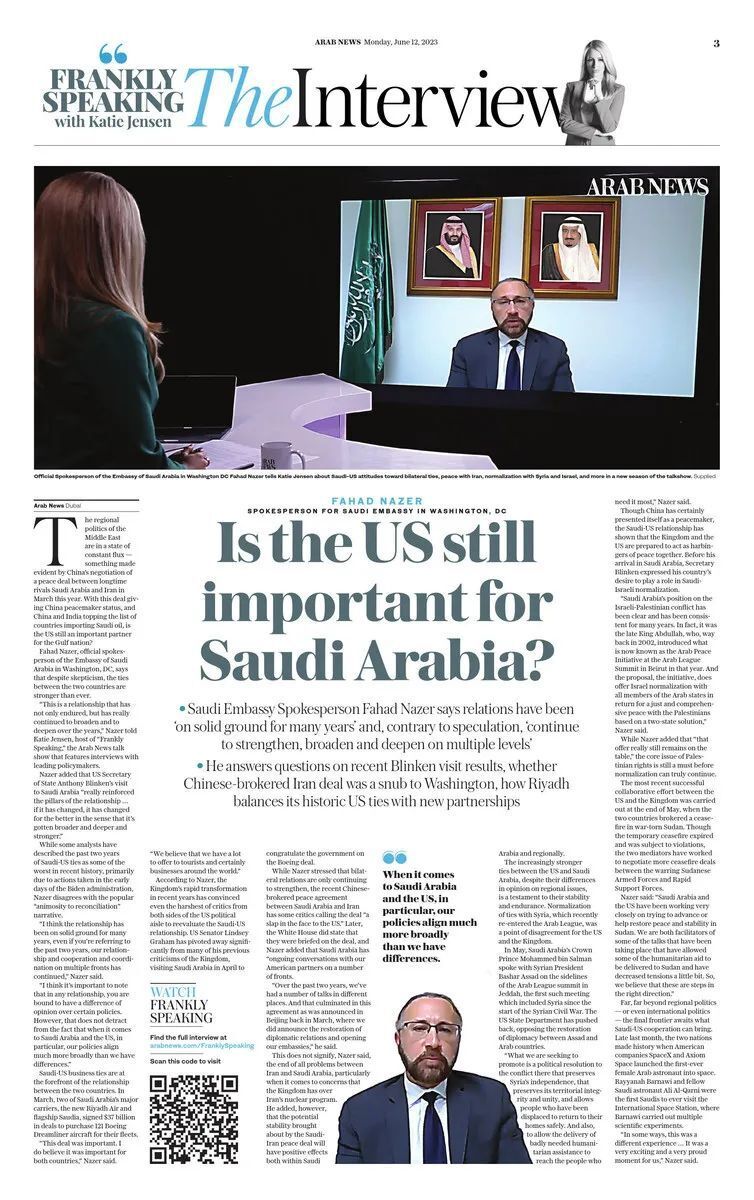 ARAB NEWS Monday, June 12, 2023
3
FRANKLY
SPEAKING
with Katie Jensen
The Interview
ARAB NEWS
Official Spokesperson of the Embassy of Saudi Arabia in Washington DC Fahad Nazer tells Katie Jensen about Saudi-US attitudes toward bilateral ties, peace with Iran, normalization with Syria and Israel, and more in a new season of the talkshow. Supplied
FAHAD NAZER
SPOKESPERSON FOR SAUDI EMBASSY IN WASHINGTON, DC
Is the US still
important for
Saudi Arabia?
• Saudi Embassy Spokesperson Fahad Nazer says relations have been
‘on solid ground for many years’ and, contrary to speculation, ‘continue
to strengthen, broaden and deepen on multiple levels’
• He answers questions on recent Blinken visit results, whether
Chinese-brokered Iran deal was a snub to Washington, how Riyadh
balances its historic US ties with new partnerships
Arab News Dubai
The regional
politics of the
Middle East
are in a state of
constant flux —
something made
evident by China’s negotiation of
a peace deal between longtime
rivals Saudi Arabia and Iran in
March this year. With this deal giv-
ing China peacemaker status, and
China and India topping the list of
countries importing Saudi oil, is
the US still an important partner
for the Gulf nation?
Fahad Nazer, official spokes-
person of the Embassy of Saudi
Arabia in Washington, DC, says
that despite skepticism, the ties
between the two countries are
stronger than ever.
“This is a relationship that has
not only endured, but has really
continued to broaden and to
deepen over the years,” Nazer told
Katie Jensen, host of “Frankly
Speaking,” the Arab News talk
show that features interviews with
leading policymakers.
Nazer added that US Secretary
of State Anthony Blinken’s visit
to Saudi Arabia “really reinforced
the pillars of the relationship …
if it has changed, it has changed
for the better in the sense that it’s
gotten broader and deeper and
stronger.”
While some analysts have
described the past two years
of Saudi-US ties as some of the
worst in recent history, primarily
due to actions taken in the early
days of the Biden administration,
Nazer disagrees with the popular
“animosity to reconciliation”
narrative.
“I think the relationship has
been on solid ground for many
years, even if you’re referring to
the past two years, our relation-
ship and cooperation and coordi-
nation on multiple fronts has
continued,” Nazer said.
“I think it’s important to note
that in any relationship, you are
bound to have a difference of
opinion over certain policies.
However, that does not detract
from the fact that when it comes
to Saudi Arabia and the US, in
particular, our policies align
much more broadly than we have
differences.”
Saudi-US business ties are at
the forefront of the relationship
between the two countries. In
March, two of Saudi Arabia’s major
carriers, the new Riyadh Air and
flagship Saudia, signed $37 billion
in deals to purchase 121 Boeing
Dreamliner aircraft for their fleets.
“This deal was important. I
do believe it was important for
both countries,” Nazer said.
“We believe that we have a lot
to offer to tourists and certainly
businesses around the world.”
According to Nazer, the
Kingdom’s rapid transformation
in recent years has convinced
even the harshest of critics from
both sides of the US political
aisle to reevaluate the Saudi-US
relationship. US Senator Lindsey
Graham has pivoted away signifi-
cantly from many of his previous
criticisms of the Kingdom,
visiting Saudi Arabia in April to
WATCH
FRANKLY
SPEAKING
Find the full interview at
arabnews.com/FranklySpeaking
Scan this code to visit
congratulate the government on
the Boeing deal.
While Nazer stressed that bilat-
eral relations are only continuing
to strengthen, the recent Chinese-
brokered peace agreement
between Saudi Arabia and Iran
has some critics calling the deal “a
slap in the face to the US.” Later,
the White House did state that
they were briefed on the deal, and
Nazer added that Saudi Arabia has
“ongoing conversations with our
American partners on a number
of fronts.
“Over the past two years, we’ve
had a number of talks in different
places. And that culminated in this
agreement as was announced in
Beijing back in March, where we
did announce the restoration of
diplomatic relations and opening
our embassies,” he said.
This does not signify, Nazer said,
the end of all problems between
Iran and Saudi Arabia, particularly
when it comes to concerns that
the Kingdom has over
Iran’s nuclear program.
He added, however,
that the potential
stability brought
about by the Saudi-
Iran peace deal will
have positive effects
both within Saudi
When it comes
to Saudi Arabia
and the US, in
particular, our
policies align much
more broadly
than we have
differences.
Arabia and regionally.
The increasingly stronger
ties between the US and Saudi
Arabia, despite their differences
in opinion on regional issues,
is a testament to their stability
and endurance. Normalization
of ties with Syria, which recently
re-entered the Arab League, was
a point of disagreement for the US
and the Kingdom.
In May, Saudi Arabia’s Crown
Prince Mohammed bin Salman
spoke with Syrian President
Bashar Assad on the sidelines
of the Arab League summit in
Jeddah, the first such meeting
which included Syria since the
start of the Syrian Civil War. The
US State Department has pushed
back, opposing the restoration
of diplomacy between Assad and
Arab countries.
“What we are seeking to
promote is a political resolution to
the conflict there that preserves
Syria’s independence, that
preserves its territorial integ-
rity and unity, and allows
people who have been
displaced to return to their
homes safely. And also,
to allow the delivery of
badly needed humani-
tarian assistance to
reach the people who
need it most,” Nazer said.
Though China has certainly
presented itself as a peacemaker,
the Saudi-US relationship has
shown that the Kingdom and the
US are prepared to act as harbin-
gers of peace together. Before his
arrival in Saudi Arabia, Secretary
Blinken expressed his country’s
desire to play a role in Saudi-
Israeli normalization.
“Saudi Arabia’s position on the
Israeli-Palestinian conflict has
been clear and has been consis-
tent for many years. In fact, it was
the late King Abdullah, who, way
back in 2002, introduced what
is now known as the Arab Peace
Initiative at the Arab League
Summit in Beirut in that year. And
the proposal, the initiative, does
offer Israel normalization with
all members of the Arab states in
return for a just and comprehen-
sive peace with the Palestinians
based on a two-state solution,”
Nazer said.
While Nazer added that “that
offer really still remains on the
table,” the core issue of Pales-
tinian rights is still a must before
normalization can truly continue.
The most recent successful
collaborative effort between the
US and the Kingdom was carried
out at the end of May, when the
two countries brokered a cease-
fire in war-torn Sudan. Though
the temporary ceasefire expired
and was subject to violations,
the two mediators have worked
to negotiate more ceasefire deals
between the warring Sudanese
Armed Forces and Rapid
Support Forces.
Nazer said: “Saudi Arabia and
the US have been working very
closely on trying to advance or
help restore peace and stability in
Sudan. We are both facilitators of
some of the talks that have been
taking place that have allowed
some of the humanitarian aid to
be delivered to Sudan and have
decreased tensions a little bit. So,
we believe that these are steps in
the right direction.”
Far far beyond regional politics
— or even international politics
— the final frontier awaits what
Saudi-US cooperation can bring.
Late last month, the two nations
made history when American
companies SpaceX and Axiom
Space launched the first-ever
female Arab astronaut into space.
Rayyanah Barnawi and fellow
Saudi astronaut Ali Al-Qarni were
the first Saudis to ever visit the
International Space Station, where
Barnawi carried out multiple
scientific experiments.
“In some ways, this was a
different experience … It was a
very exciting and a very proud
moment for us,” Nazer said.